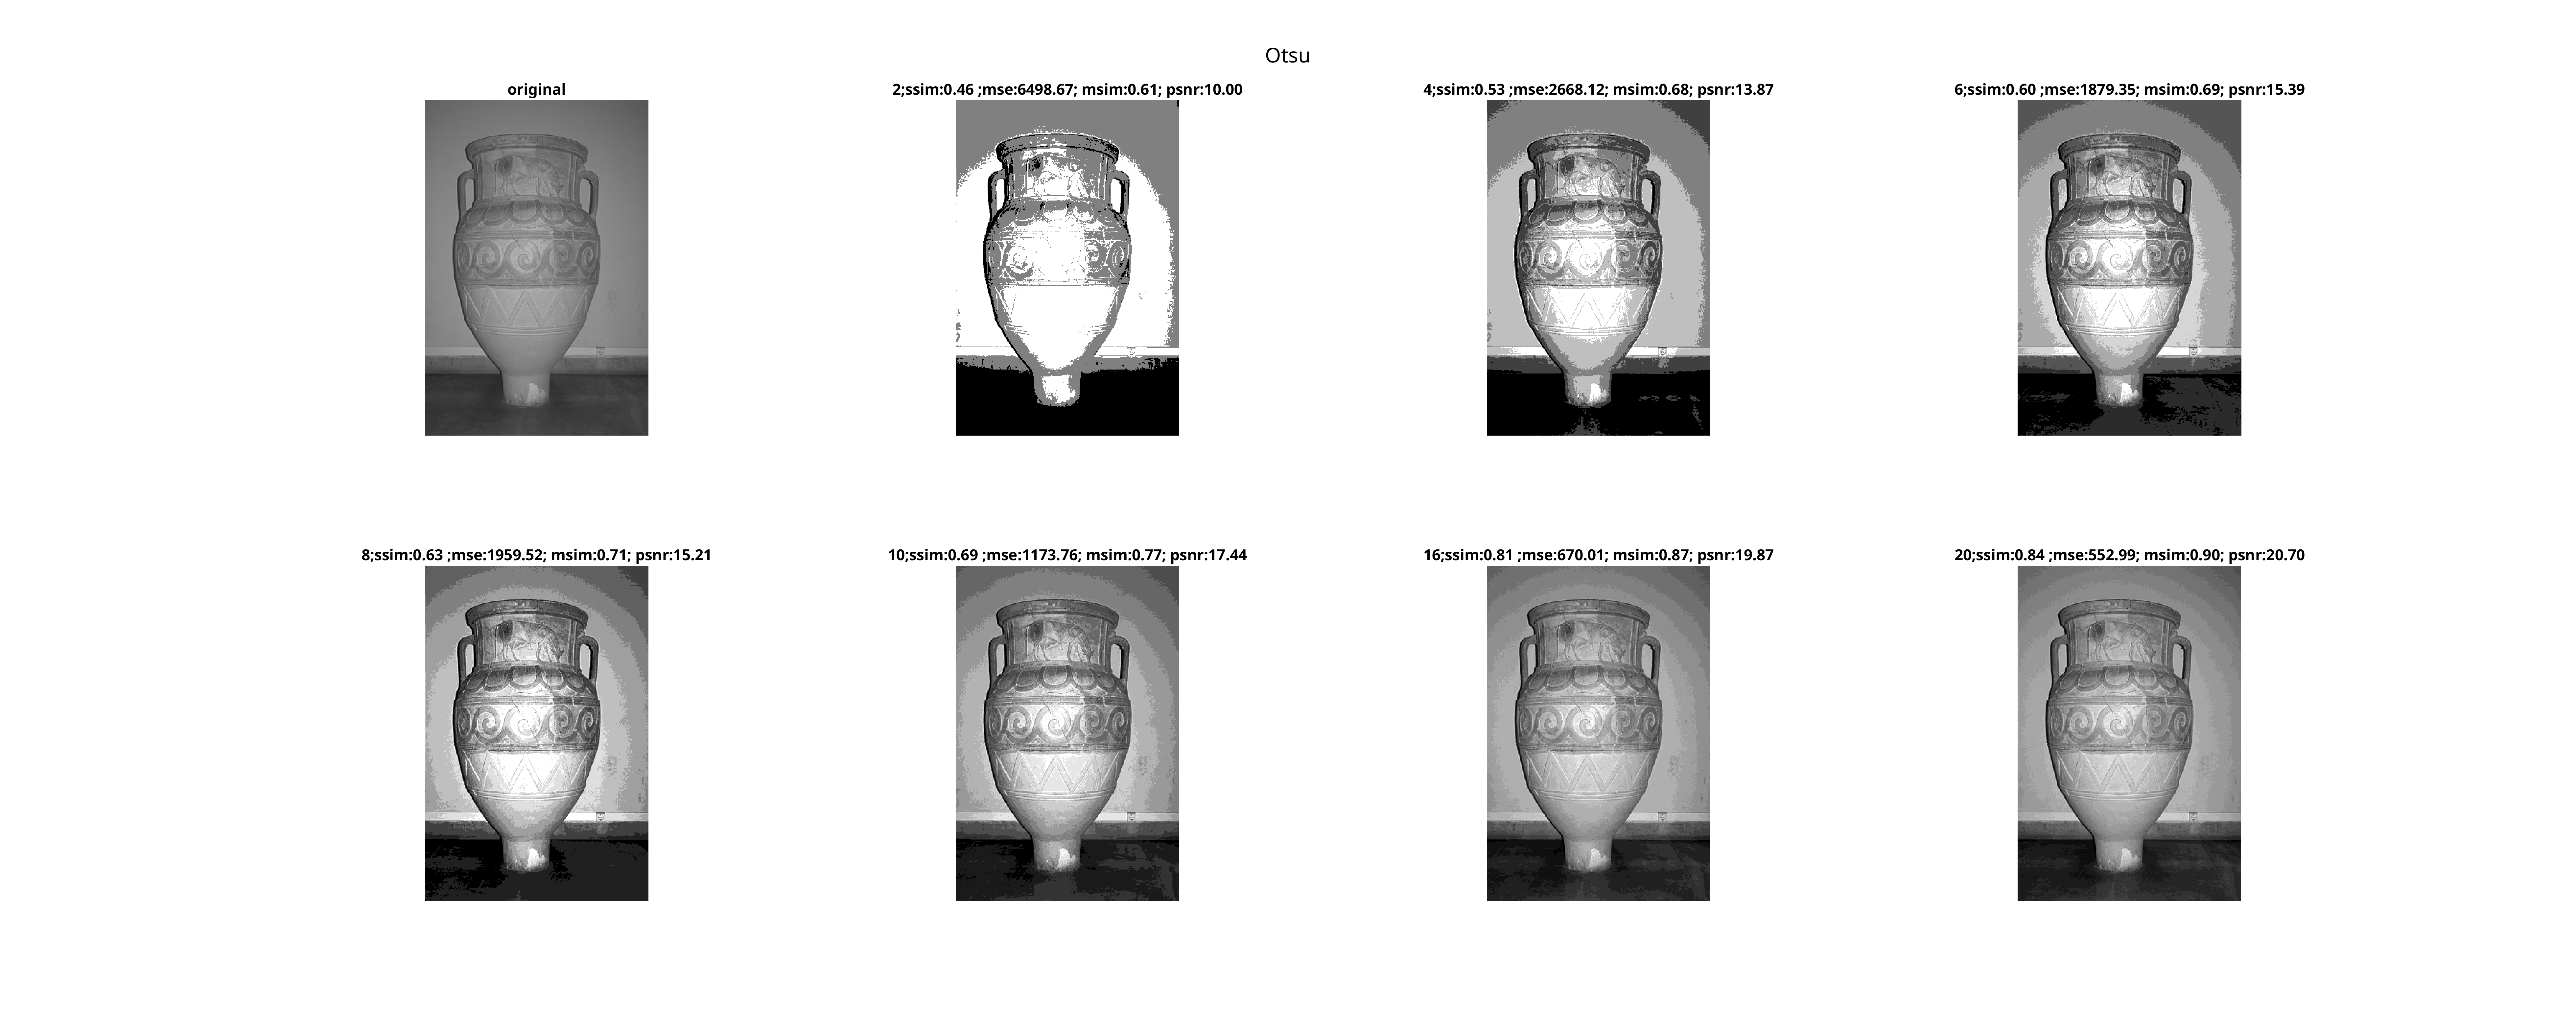 Otsu
original
2;ssim:0.46 ;mse:6498.67; msim:0.61; psnr:10.00
4;ssim:0.53 ;mse:2668.12; msim:0.68; psnr:13.87
6;ssim:0.60 ;mse:1879.35; msim:0.69; psnr:15.39
8;ssim:0.63 ;mse:1959.52; msim:0.71; psnr:15.21
10;ssim:0.69 ;mse:1173.76; msim:0.77; psnr:17.44
16;ssim:0.81 ;mse:670.01; msim:0.87; psnr:19.87
20;ssim:0.84 ;mse:552.99; msim:0.90; psnr:20.70